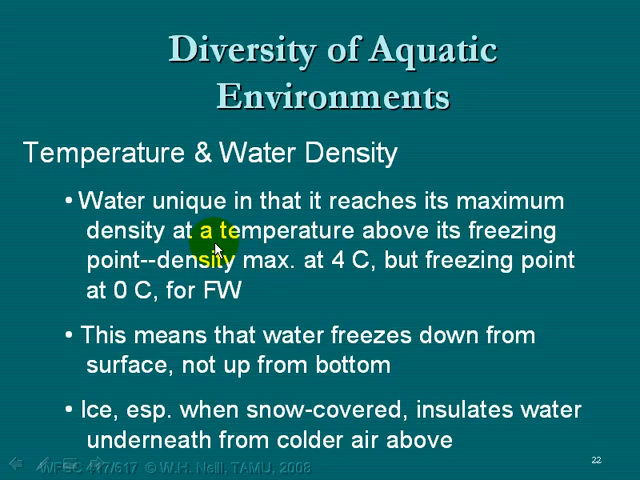 Diversity of Aquatic
Environments
Temperature & Water Density
• Water unique in that it reaches its maximum
density at a temperature above its freezing
point--density max. at 4 C, but freezing point
at 0 C, for FW
• This means that water freezes down from
surface, not up from bottom
• Ice, esp. when snow-covered, insulates water
underneath from colder air above
WFSC 417/617 © W.H. Neill, TAMU, 2008
22